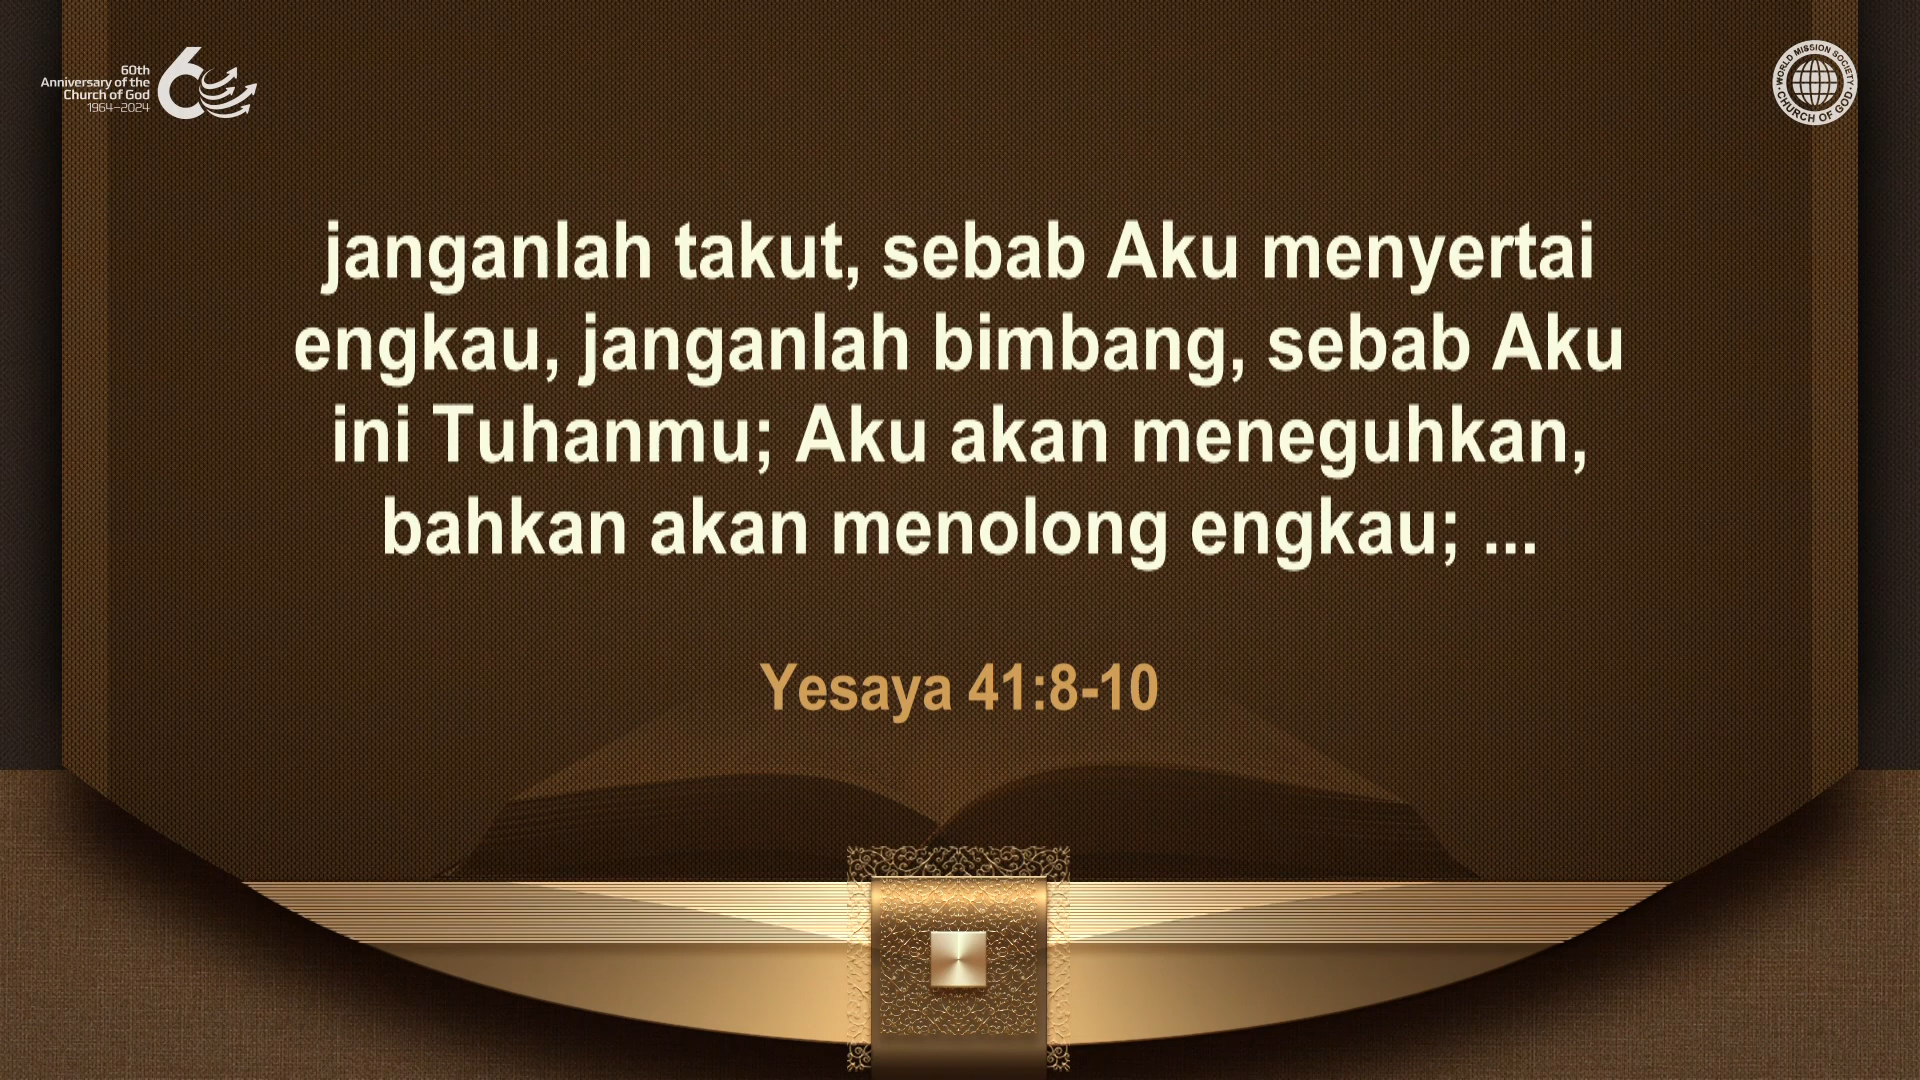 60th
Anniversary of the
Church of God
1964–2024
WORLD MISSION SOCIETY
CHURCH OF GOD
janganlah takut, sebab Aku menyertai
engkau, janganlah bimbang, sebab Aku
ini Tuhanmu; Aku akan meneguhkan,
bahkan akan menolong engkau; ...
Yesaya 41:8-10